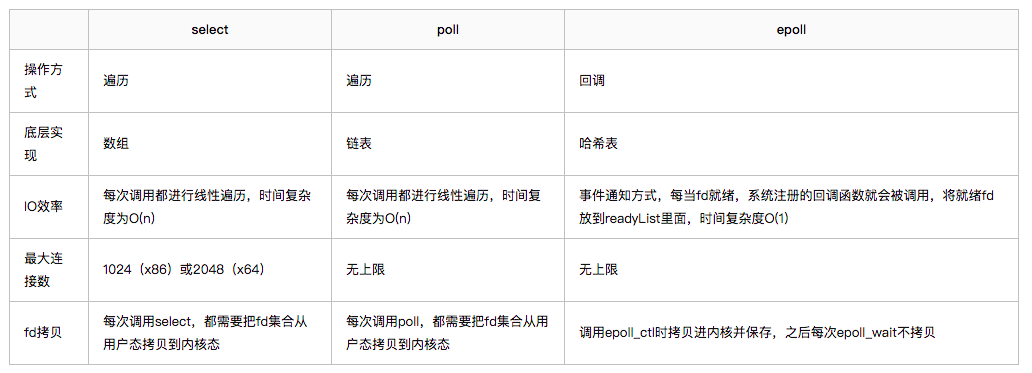 select poll epoll
操作方
式
遍历 遍历 回调
底层实
现
数组 链表 哈希表
IO效率
每次调用都进行线性遍历，时间复杂
度为O(n)
每次调用都进行线性遍历，时间复
杂度为O(n)
事件通知方式，每当fd就绪，系统注册的回调函数就会被调用，将就绪fd
放到readyList里面，时间复杂度O(1)
最大连
接数
1024（x86）或2048（x64） 无上限 无上限
fd拷贝
每次调用select，都需要把fd集合从
用户态拷贝到内核态
每次调用poll，都需要把fd集合从用
户态拷贝到内核态
调用epoll_ctl时拷贝进内核并保存，之后每次epoll_wait不拷贝